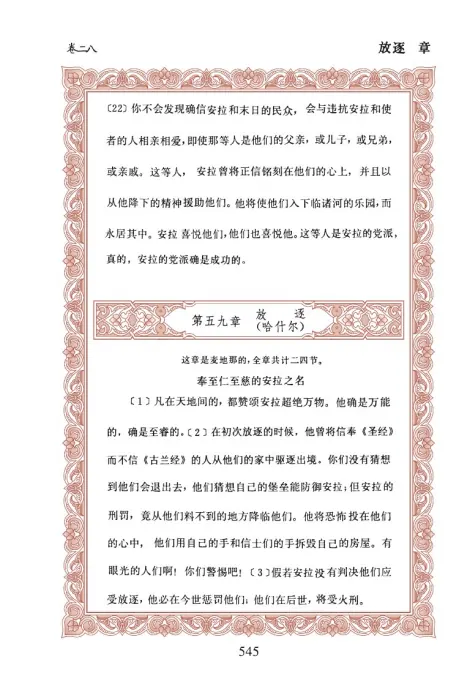 卷二八
放逐 章
〔22〕你不会发现确信安拉和末日的民众，会与违抗安拉和使
者的人相亲相爱，即使那等人是他们的父亲，或儿子，或兄弟，
或亲戚。这等人，安拉曾将正信铭刻在他们的心上，并且以
从他降下的精神援助他们。他将使他们入下临诸河的乐园，而
永居其中。安拉喜悦他们，他们也喜悦他。这等人是安拉的党派，
真的，安拉的党派确是成功的。
第五九章 放逐
（哈什尔）
这章是麦地那的，全章共计二四节。
奉至仁至慈的安拉之名
〔1〕凡在天地间的，都赞颂安拉超绝万物。他确是万能
的，确是至睿的。〔2〕在初次放逐的时候，他曾将信奉《圣经》
而不信《古兰经》的人从他们的家中驱逐出境。你们没有猜想
到他们会退出去，他们猜想自己的堡垒能防御安拉；但安拉的
刑罚，竟从他们料不到的地方降临他们。他将恐怖投在他们
的心中，他们用自己的手和信士们的手拆毁自己的房屋。有
眼光的人们啊！你们警惕吧！〔3〕假若安拉没有判决他们应
受放逐，他必在今世惩罚他们；他们在后世，将受火刑。
545